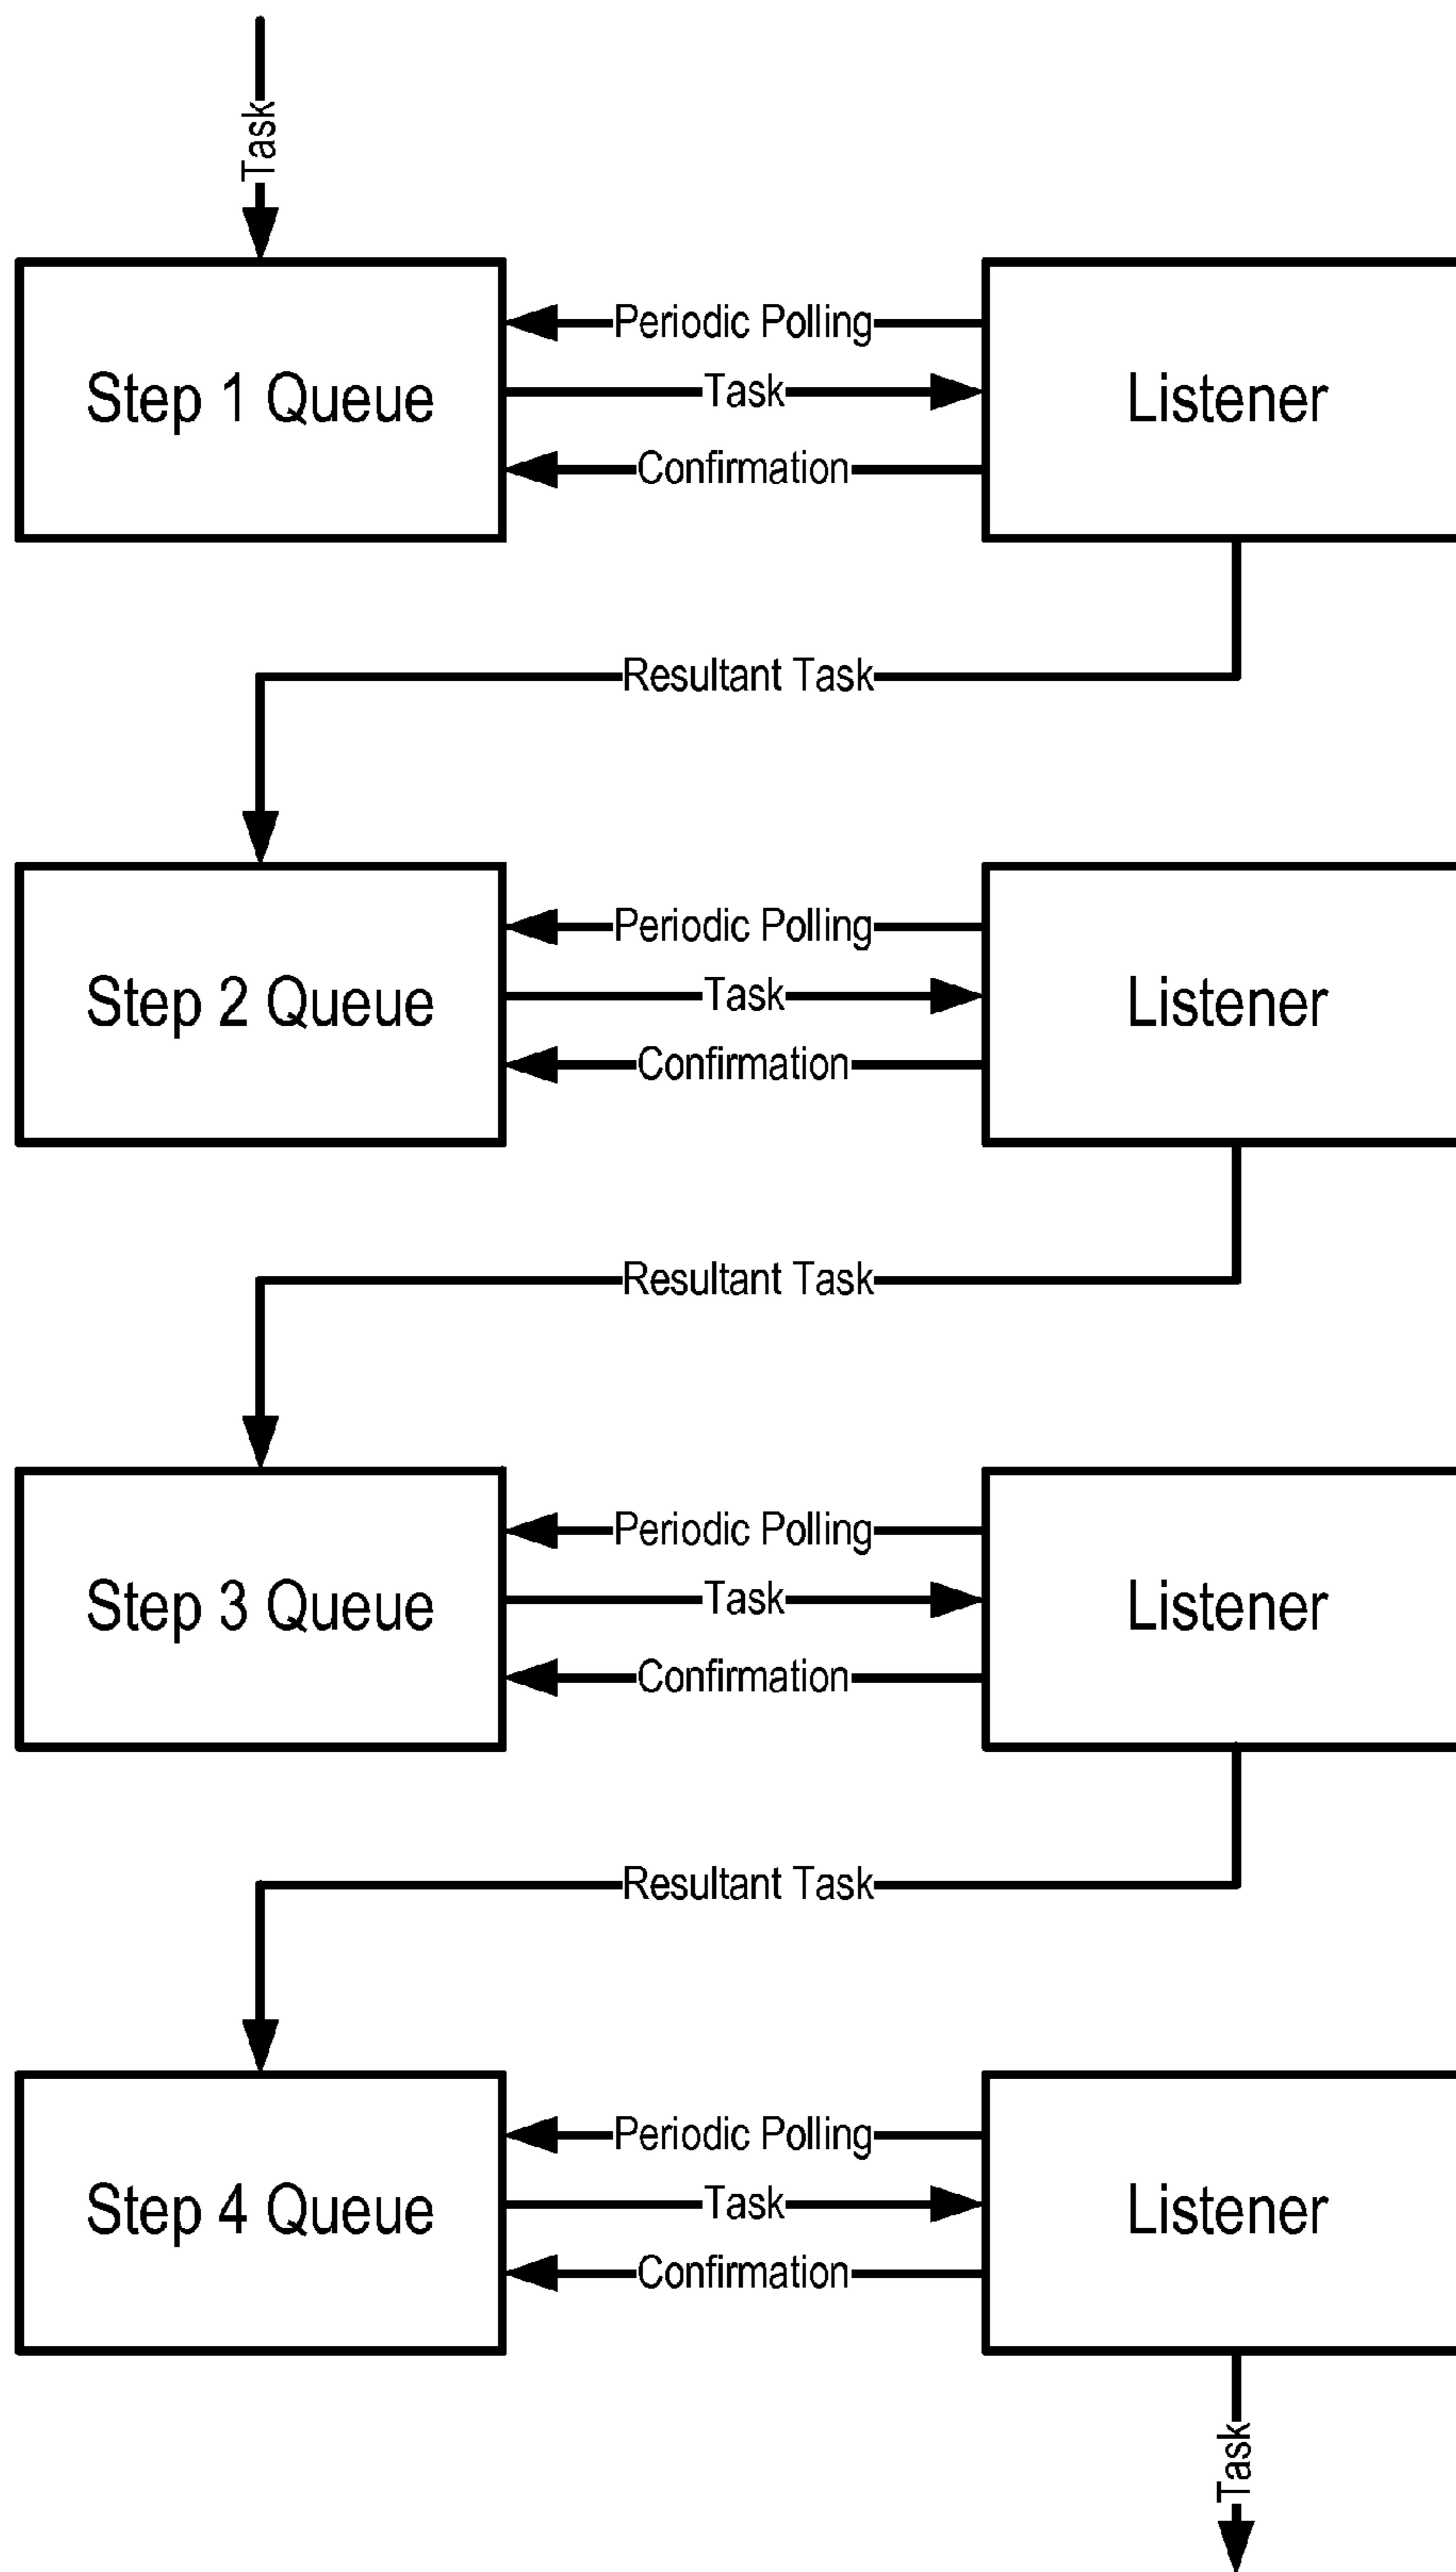 Task
Step 1 Queue
Periodic Polling
Task
Confirmation
Listener
Resultant Task
Step 2 Queue
Periodic Polling
Task
Confirmation
Listener
Resultant Task
Step 3 Queue
Periodic Polling
Task
Confirmation
Listener
Resultant Task
Step 4 Queue
Periodic Polling
Task
Confirmation
Listener
Task